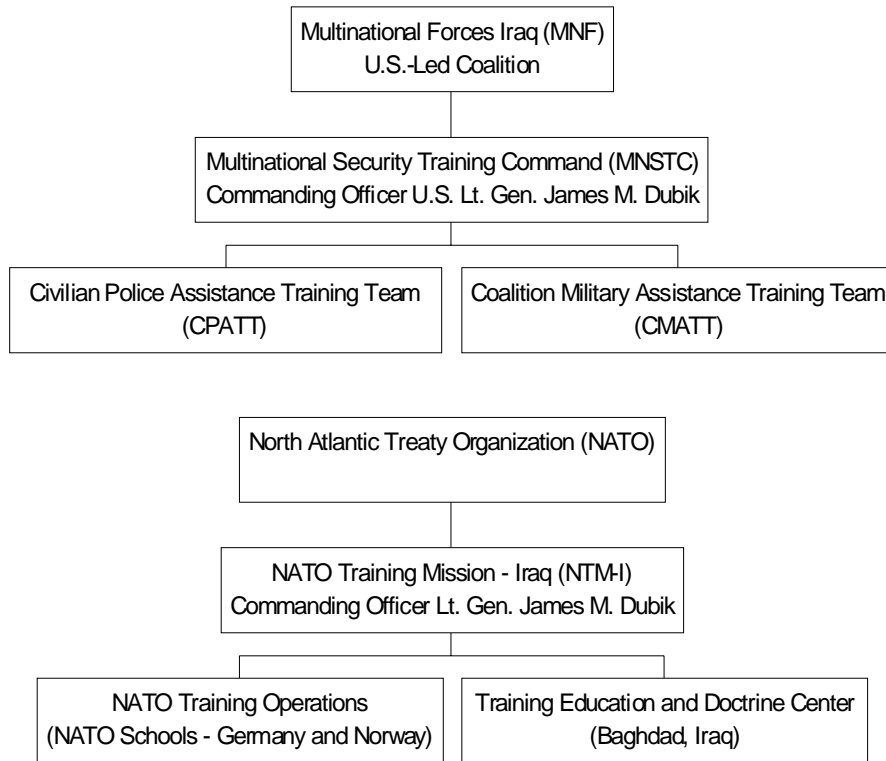 Multinational Forces Iraq (MNF)
U.S.-Led Coalition
Multinational Security Training Command (MNSTC)
Commanding Officer U.S. Lt. Gen. James M. Dubik
Civilian Police Assistance Training Team
(CPATT)
Coalition Military Assistance Training Team
(CMATT)
North Atlantic Treaty Organization (NATO)
NATO Training Mission - Iraq (NTM-I)
Commanding Officer Lt. Gen. James M. Dubik
NATO Training Operations
(NATO Schools - Germany and Norway)
Training Education and Doctrine Center
(Baghdad, Iraq)